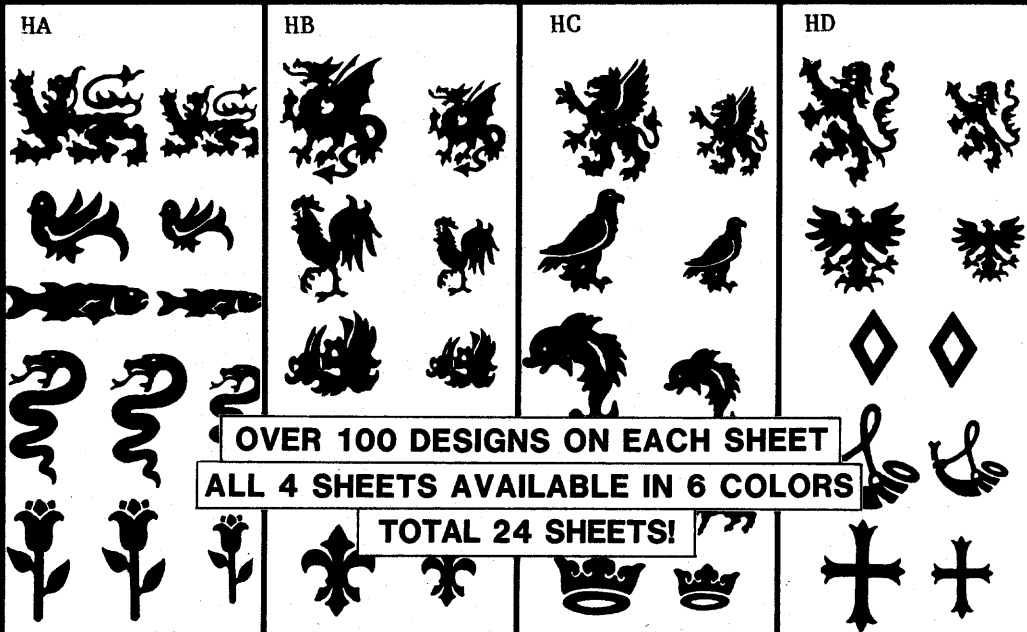 HA
HB
HC
HD
OVER 100 DESIGNS ON EACH SHEET
ALL 4 SHEETS AVAILABLE IN 6 COLORS
TOTAL 24 SHEETS!